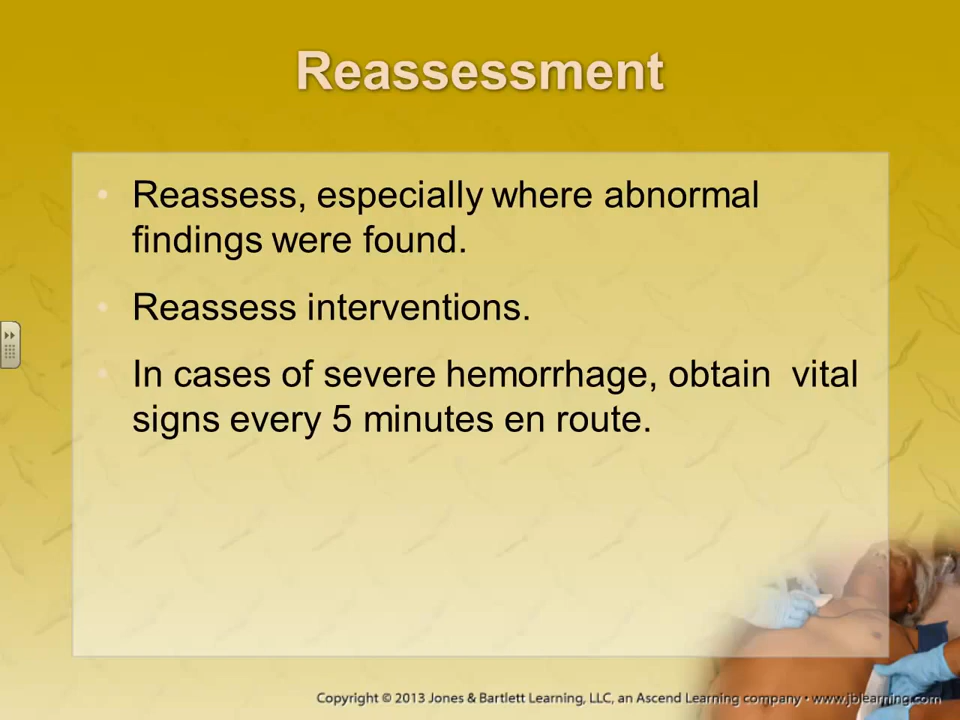 Reassessment
• Reassess, especially where abnormal
findings were found.
• Reassess interventions.
• In cases of severe hemorrhage, obtain  vital
signs every 5 minutes en route.
Copyright © 2013 Jones & Bartlett Learning, LLC, an Ascend Learning company • www.jblearning.com